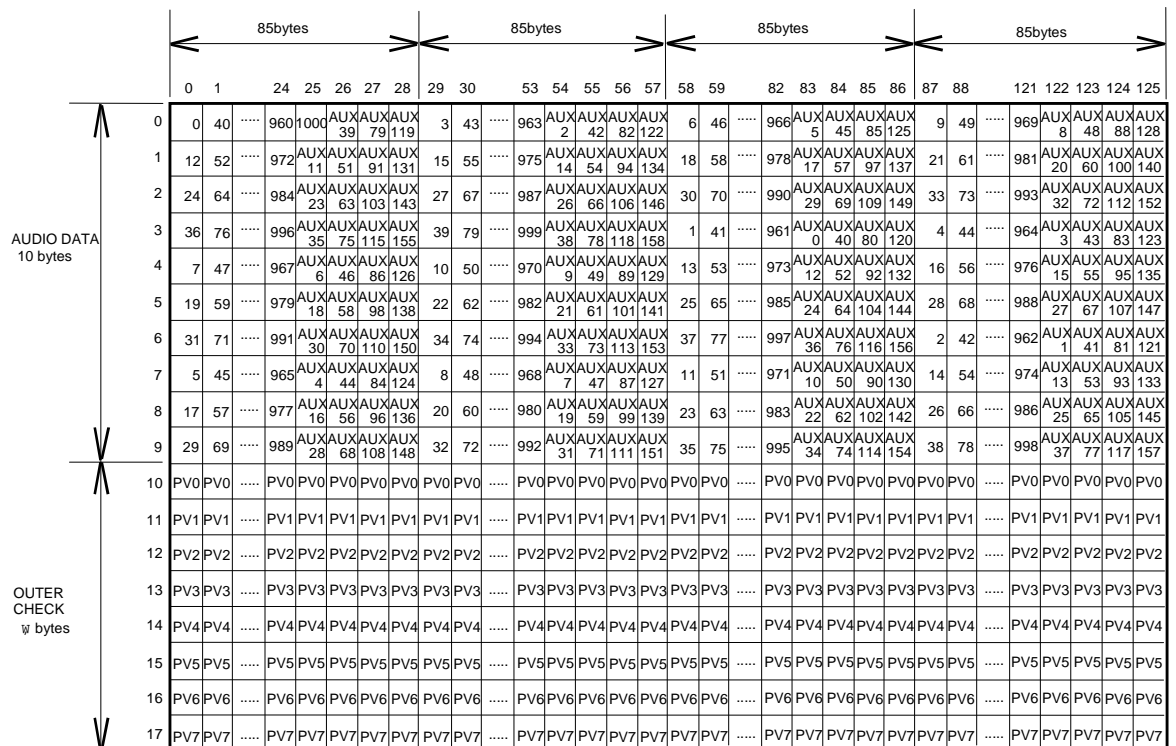 85bytes 85bytes 85bytes 85bytes
0 1 24 25 26 27 28 29 30 53 54 55 56 57 58 59 82 83 84 85 86 87 88 121 122 123 124 125
0 0 40 ..... 960 1000 AUX 39 AUX 79 AUX 119 3 43 ..... 963 AUX 2 AUX 42 AUX 82 AUX 122 6 46 ..... 966 AUX 5 AUX 45 AUX 85 AUX 125 9 49 ..... 969 AUX 8 AUX 48 AUX 88 AUX 128
1 12 52 ..... 972 AUX 11 AUX 51 AUX 91 AUX 131 15 55 ..... 975 AUX 14 AUX 54 AUX 94 AUX 134 18 58 ..... 978 AUX 17 AUX 57 AUX 97 AUX 137 21 61 ..... 981 AUX 20 AUX 60 AUX 100 AUX 140
2 24 64 ..... 984 AUX 23 AUX 63 AUX 103 AUX 143 27 67 ..... 987 AUX 26 AUX 66 AUX 106 AUX 146 30 70 ..... 990 AUX 29 AUX 69 AUX 109 AUX 149 33 73 ..... 993 AUX 32 AUX 72 AUX 112 AUX 152
AUDIO DATA
10 bytes
3 36 76 ..... 996 AUX 35 AUX 75 AUX 115 AUX 155 39 79 ..... 999 AUX 38 AUX 78 AUX 118 AUX 158 1 41 ..... 961 AUX 0 AUX 40 AUX 80 AUX 120 4 44 ..... 964 AUX 3 AUX 43 AUX 83 AUX 123
4 7 47 ..... 967 AUX 6 AUX 46 AUX 86 AUX 126 10 50 ..... 970 AUX 9 AUX 49 AUX 89 AUX 129 13 53 ..... 973 AUX 12 AUX 52 AUX 92 AUX 132 16 56 ..... 976 AUX 15 AUX 55 AUX 95 AUX 135
5 19 59 ..... 979 AUX 18 AUX 58 AUX 98 AUX 138 22 62 ..... 982 AUX 21 AUX 61 AUX 101 AUX 141 25 65 ..... 985 AUX 24 AUX 64 AUX 104 AUX 144 28 68 ..... 988 AUX 27 AUX 67 AUX 107 AUX 147
6 31 71 ..... 991 AUX 30 AUX 70 AUX 110 AUX 150 34 74 ..... 994 AUX 33 AUX 73 AUX 113 AUX 153 37 77 ..... 997 AUX 36 AUX 76 AUX 116 AUX 156 2 42 ..... 962 AUX 1 AUX 41 AUX 81 AUX 121
7 5 45 ..... 965 AUX 4 AUX 44 AUX 84 AUX 124 8 48 ..... 968 AUX 7 AUX 47 AUX 87 AUX 127 11 51 ..... 971 AUX 10 AUX 50 AUX 90 AUX 130 14 54 ..... 974 AUX 13 AUX 53 AUX 93 AUX 133
8 17 57 ..... 977 AUX 16 AUX 56 AUX 96 AUX 136 20 60 ..... 980 AUX 19 AUX 59 AUX 99 AUX 139 23 63 ..... 983 AUX 22 AUX 62 AUX 102 AUX 142 26 66 ..... 986 AUX 25 AUX 65 AUX 105 AUX 145
9 29 69 ..... 989 AUX 28 AUX 68 AUX 108 AUX 148 32 72 ..... 992 AUX 31 AUX 71 AUX 111 AUX 151 35 75 ..... 995 AUX 34 AUX 74 AUX 114 AUX 154 38 78 ..... 998 AUX 37 AUX 77 AUX 117 AUX 157
10 PV0 PV0 ..... PV0 PV0 PV0 PV0 PV0 PV0 PV0 ..... PV0 PV0 PV0 PV0 PV0 PV0 PV0 ..... PV0 PV0 PV0 PV0 PV0 PV0 PV0 ..... PV0 PV0 PV0 PV0 PV0
11 PV1 PV1 ..... PV1 PV1 PV1 PV1 PV1 PV1 PV1 ..... PV1 PV1 PV1 PV1 PV1 PV1 PV1 ..... PV1 PV1 PV1 PV1 PV1 PV1 PV1 ..... PV1 PV1 PV1 PV1 PV1
12 PV2 PV2 ..... PV2 PV2 PV2 PV2 PV2 PV2 PV2 ..... PV2 PV2 PV2 PV2 PV2 PV2 PV2 ..... PV2 PV2 PV2 PV2 PV2 PV2 PV2 ..... PV2 PV2 PV2 PV2 PV2
13 PV3 PV3 ..... PV3 PV3 PV3 PV3 PV3 PV3 PV3 ..... PV3 PV3 PV3 PV3 PV3 PV3 PV3 ..... PV3 PV3 PV3 PV3 PV3 PV3 PV3 ..... PV3 PV3 PV3 PV3 PV3
OUTER
CHECK
W bytes
14 PV4 PV4 ..... PV4 PV4 PV4 PV4 PV4 PV4 PV4 ..... PV4 PV4 PV4 PV4 PV4 PV4 PV4 ..... PV4 PV4 PV4 PV4 PV4 PV4 PV4 ..... PV4 PV4 PV4 PV4 PV4
15 PV5 PV5 ..... PV5 PV5 PV5 PV5 PV5 PV5 PV5 ..... PV5 PV5 PV5 PV5 PV5 PV5 PV5 ..... PV5 PV5 PV5 PV5 PV5 PV5 PV5 ..... PV5 PV5 PV5 PV5 PV5
16 PV6 PV6 ..... PV6 PV6 PV6 PV6 PV6 PV6 PV6 ..... PV6 PV6 PV6 PV6 PV6 PV6 PV6 ..... PV6 PV6 PV6 PV6 PV6 PV6 PV6 ..... PV6 PV6 PV6 PV6 PV6
17 PV7 PV7 ..... PV7 PV7 PV7 PV7 PV7 PV7 PV7 ..... PV7 PV7 PV7 PV7 PV7 PV7 PV7 ..... PV7 PV7 PV7 PV7 PV7 PV7 PV7 ..... PV7 PV7 PV7 PV7 PV7